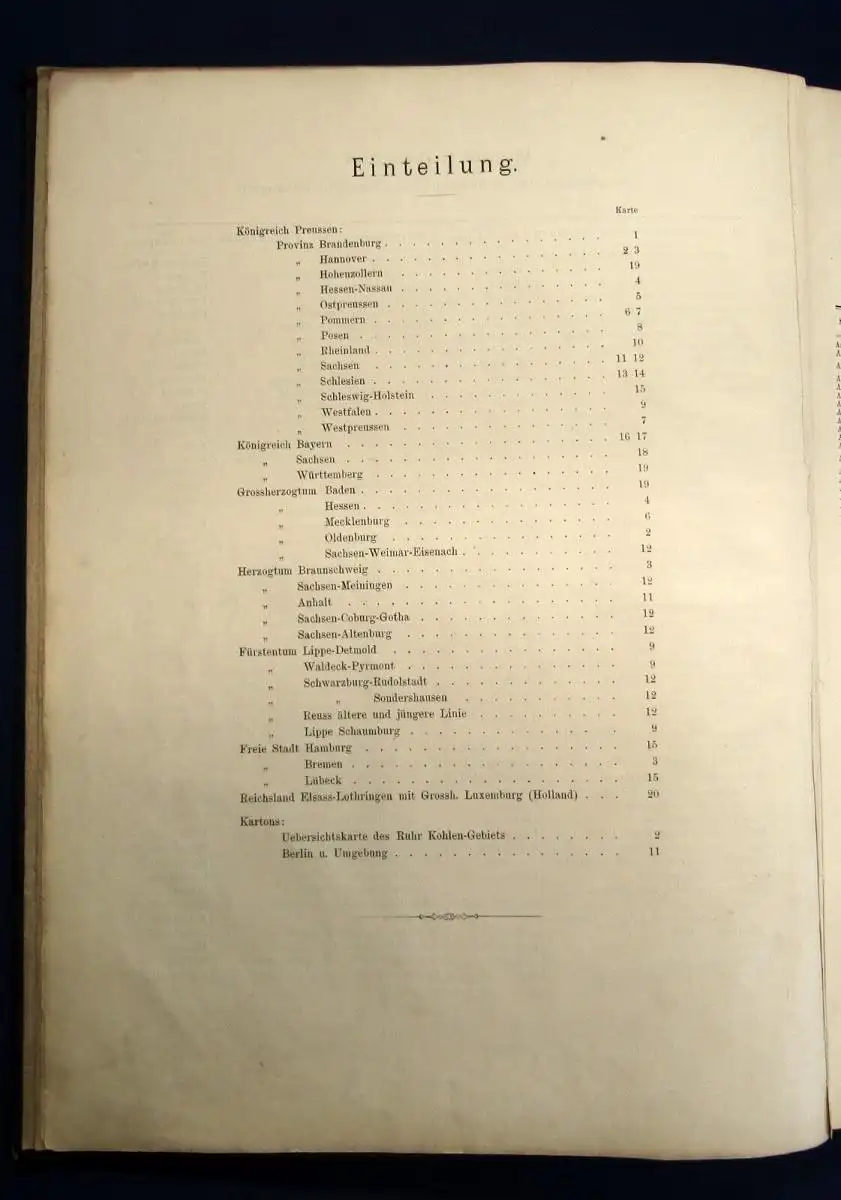 Einteilung.
Karte
Königreich Preussen:
Provinz Brandenburg . . . . . . . . . . . . . . . . 1
„ Hannover . . . . . . . . . . . . . . . . 2 3
„ Hohenzollern . . . . . . . . . . . . . . . 19
„ Hessen-Nassau . . . . . . . . . . . . . . . 4
„ Ostpreussen . . . . . . . . . . . . . . . . 5
„ Pommern . . . . . . . . . . . . . . . . 6 7
„ Posen . . . . . . . . . . . . . . . . . 8
„ Rheinland . . . . . . . . . . . . . . . . 10
„ Sachsen . . . . . . . . . . . . . . . . 11 12
„ Schlesien . . . . . . . . . . . . . . . . 13 14
„ Schleswig-Holstein . . . . . . . . . . . . . 15
„ Westfalen . . . . . . . . . . . . . . . . 9
„ Westpreussen . . . . . . . . . . . . . . . 7
Königreich Bayern . . . . . . . . . . . . . . . . . 16 17
„ Sachsen . . . . . . . . . . . . . . . . . 18
„ Württemberg . . . . . . . . . . . . . . . . 19
Grossherzogtum Baden . . . . . . . . . . . . . . . . 19
„ Hessen . . . . . . . . . . . . . . . . 4
„ Mecklenburg . . . . . . . . . . . . . . . 6
„ Oldenburg . . . . . . . . . . . . . . . 2
„ Sachsen-Weimar-Eisenach . . . . . . . . . . . 12
Herzogtum Braunschweig . . . . . . . . . . . . . . . 3
„ Sachsen-Meiningen . . . . . . . . . . . . . . 12
„ Anhalt . . . . . . . . . . . . . . . . . 11
„ Sachsen-Coburg-Gotha . . . . . . . . . . . . . 12
„ Sachsen-Altenburg . . . . . . . . . . . . . . 12
Fürstentum Lippe-Detmold . . . . . . . . . . . . . . . 9
„ Waldeck-Pyrmont . . . . . . . . . . . . . . 9
„ Schwarzburg-Rudolstadt . . . . . . . . . . . . 12
„ „ Sondershausen . . . . . . . . . . 12
„ Reuss ältere und jüngere Linie . . . . . . . . . . 12
„ Lippe Schaumburg . . . . . . . . . . . . . . 9
Freie Stadt Hamburg . . . . . . . . . . . . . . . . . 15
„ Bremen . . . . . . . . . . . . . . . . . 3
„ Lübeck . . . . . . . . . . . . . . . . . 15
Reichsland Elsass-Lothringen mit Grossh. Luxemburg (Holland) . . . 20
Kartons:
Uebersichtskarte des Ruhr Kohlen-Gebiets . . . . . . . . 2
Berlin u. Umgebung . . . . . . . . . . . . . . . 11